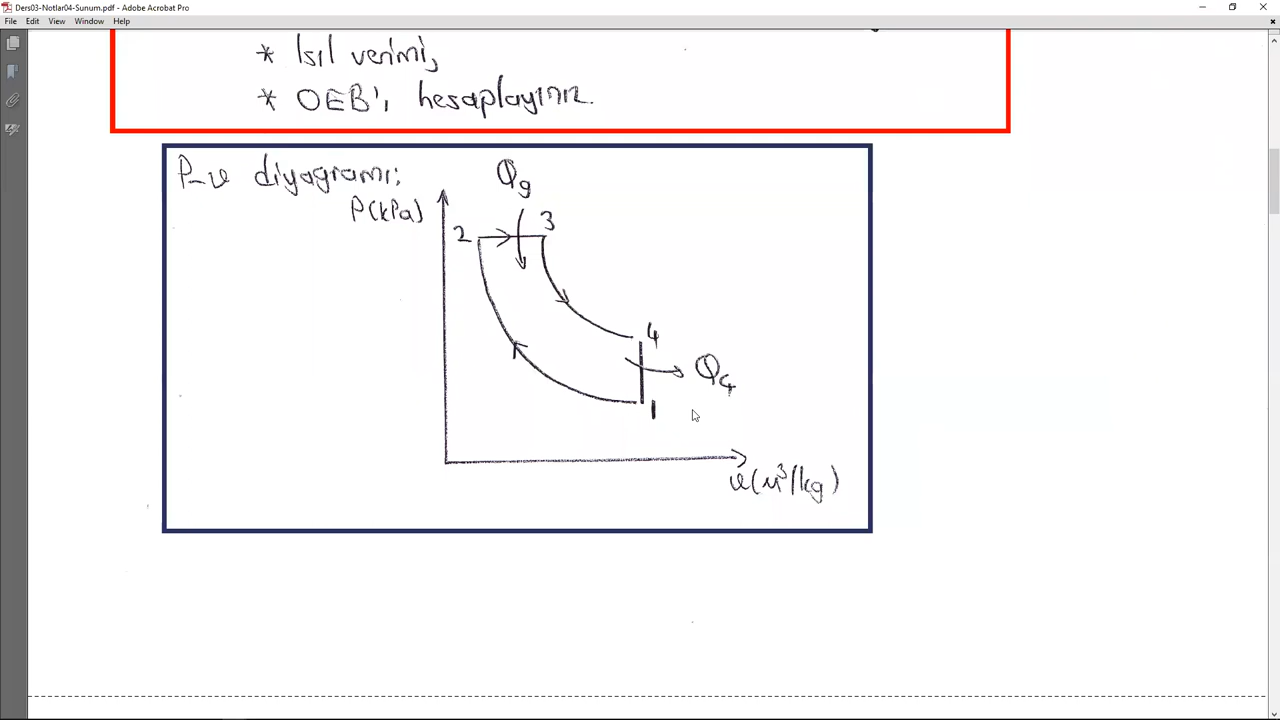 Ders03-Notlar04-Sunum.pdf - Adobe Acrobat Pro
File Edit View Window Help
* Isıl verimi,
* OEB'ı hesaplayınız.
P-v diyagramı:
Qg
P(kPa)
2
3
4
Qç
1
v(m³/kg)